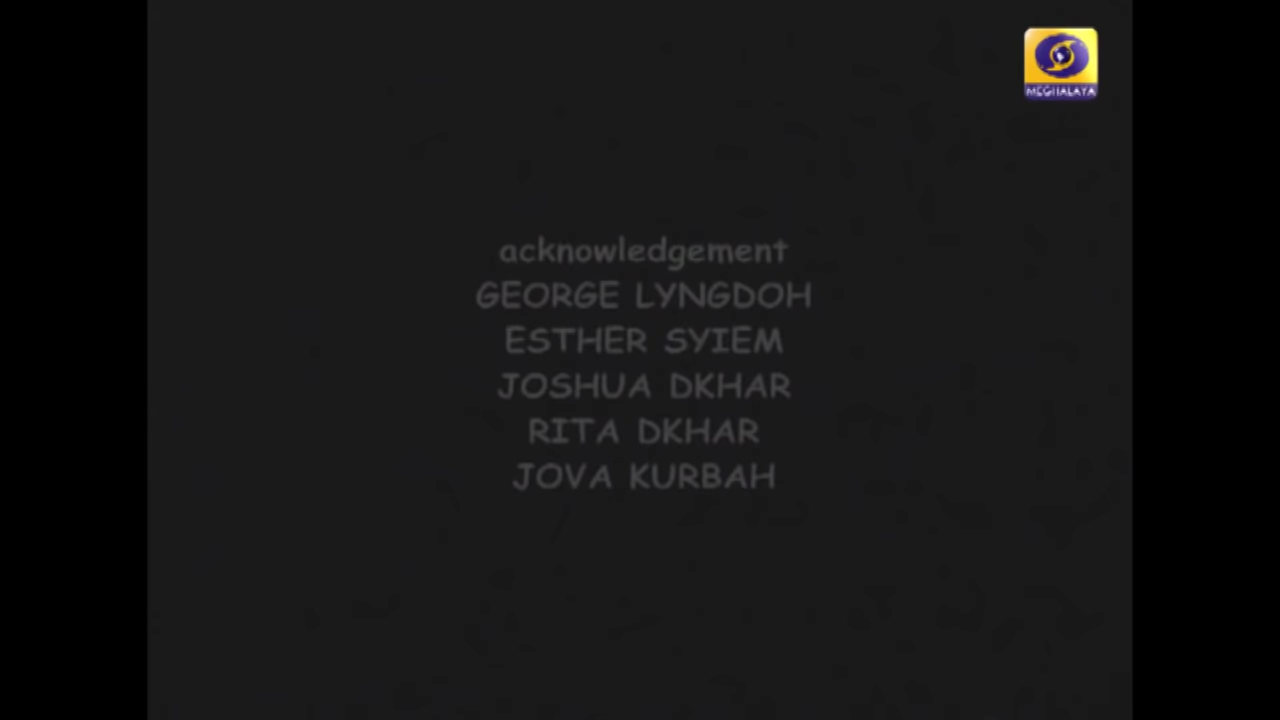 MEGHALAYA
acknowledgement
GEORGE LYNGDOH
ESTHER SYIEM
JOSHUA DKHAR
RITA DKHAR
JOVA KURBAH